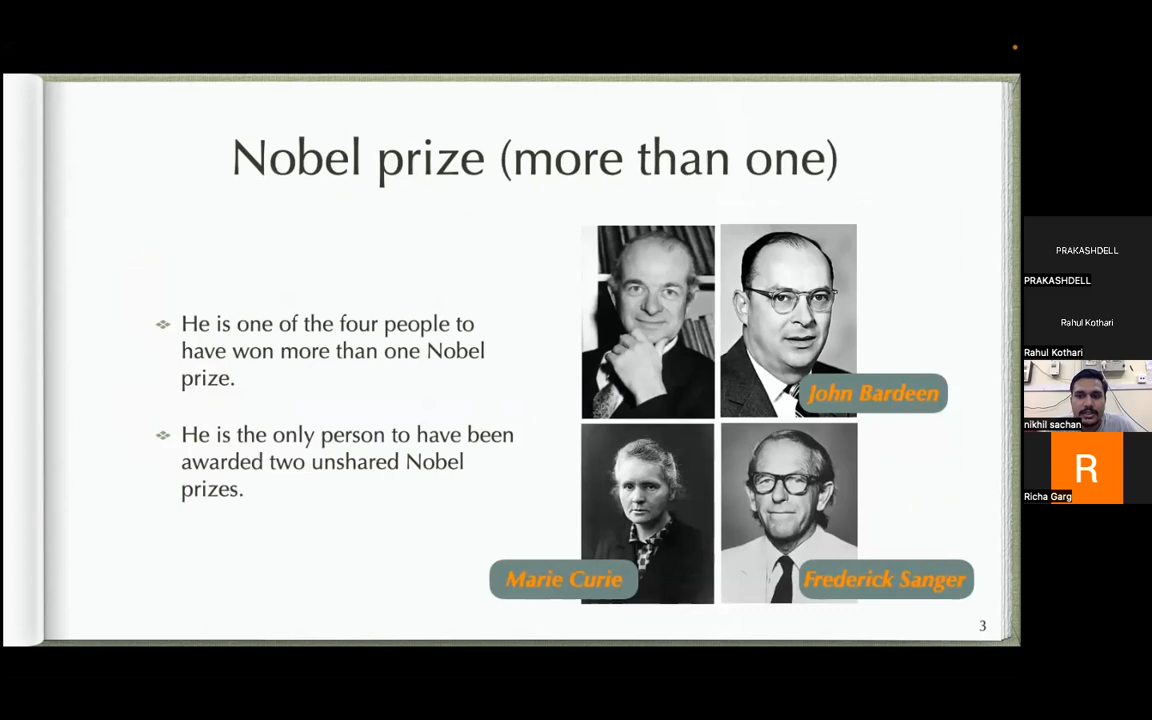 Nobel prize (more than one)
He is one of the four people to
have won more than one Nobel
prize.
He is the only person to have been
awarded two unshared Nobel
prizes.
John Bardeen
Marie Curie
Frederick Sanger
3
PRAKASHDELL
PRAKASHDELL
Rahul Kothari
Rahul Kothari
nikhil sachan
R
Richa Garg